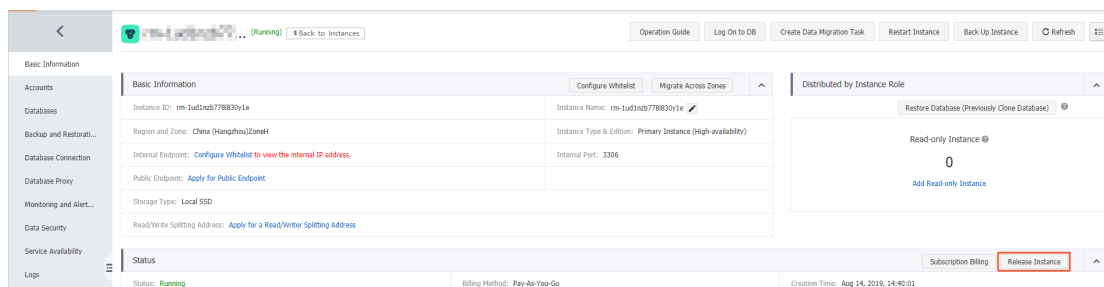 ... (Running) Back to Instances Operation Guide Log On to DB Create Data Migration Task Restart Instance Back Up Instance Refresh
Basic Information
Accounts
Databases
Backup and Restorati...
Database Connection
Database Proxy
Monitoring and Alert...
Data Security
Service Availability
Logs
Basic Information Configure Whitelist Migrate Across Zones
Instance ID: rm-1ud1nzb778l830y1e Instance Name: rm-1ud1nzb778l830y1e
Region and Zone: China (Hangzhou)ZoneH Instance Type & Edition: Primary Instance (High-availability)
Internal Endpoint: Configure Whitelist to view the internal IP address. Internal Port: 3306
Public Endpoint: Apply for Public Endpoint
Storage Type: Local SSD
Read/Write Splitting Address: Apply for a Read/Writer Splitting Address
Distributed by Instance Role
Restore Database (Previously Clone Database)
Read-only Instance
0
Add Read-only Instance
Status Subscription Billing Release Instance
Status: Running Billing Method: Pay-As-You-Go Creation Time: Aug 14, 2019, 14:40:01